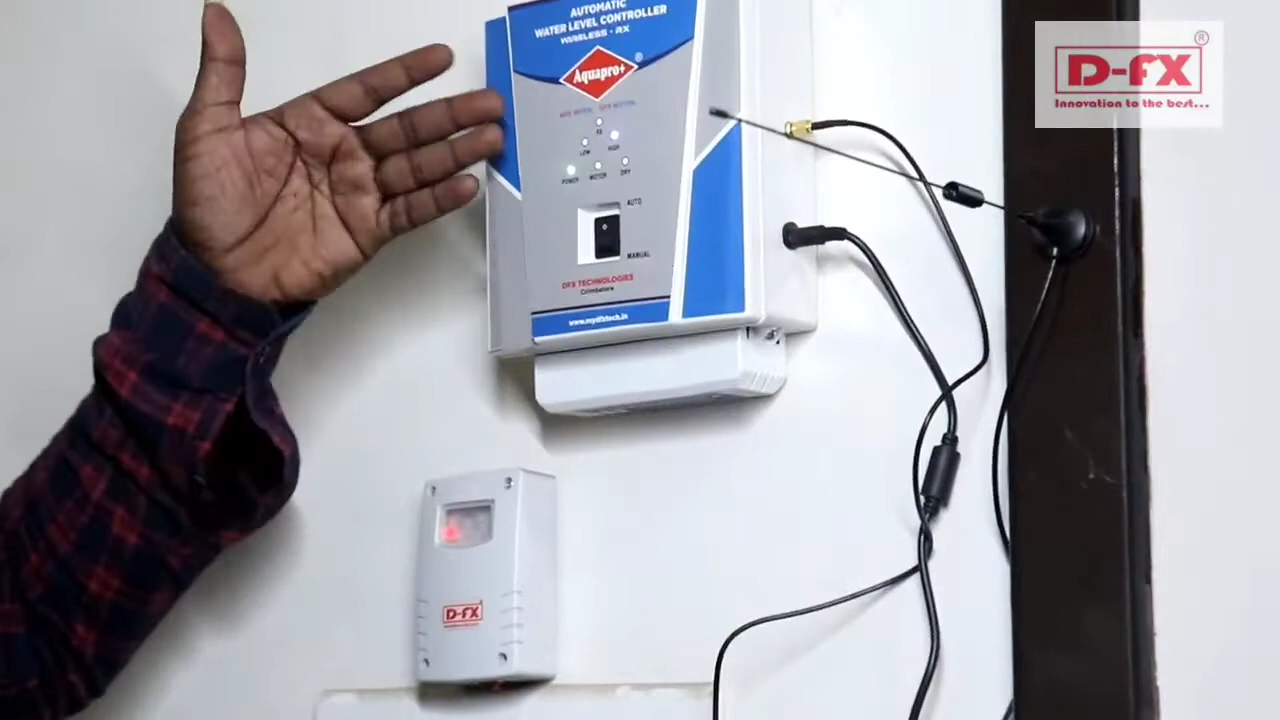 AUTOMATIC
WATER LEVEL CONTROLLER
WIRELESS - RX
Aquapro+ ®
RX
LOW
HIGH
POWER
MOTOR
DRY
AUTO
MANUAL
DFX TECHNOLOGIES
Coimbatore
www.mydfxtech.in
D-FX ®
Innovation to the best...
D-FX